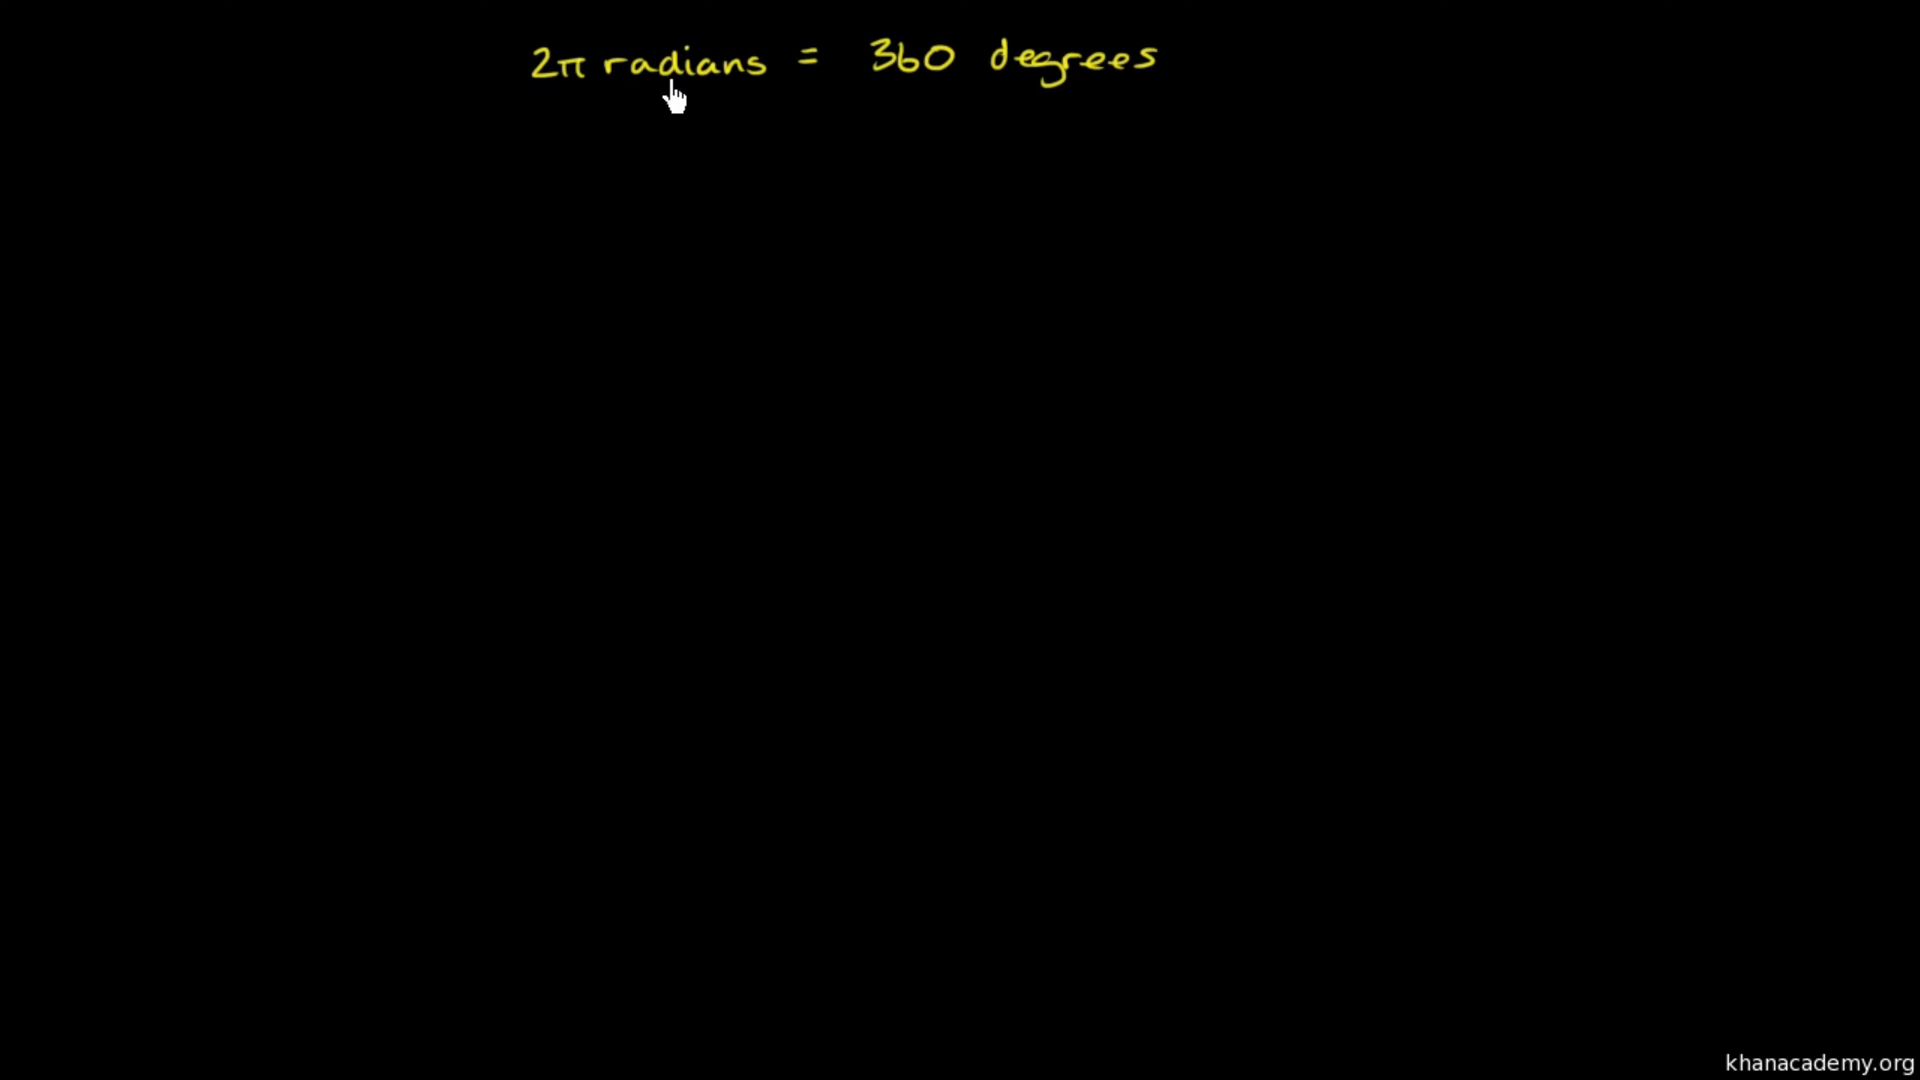 2π radians = 360 degrees
khanacademy.org